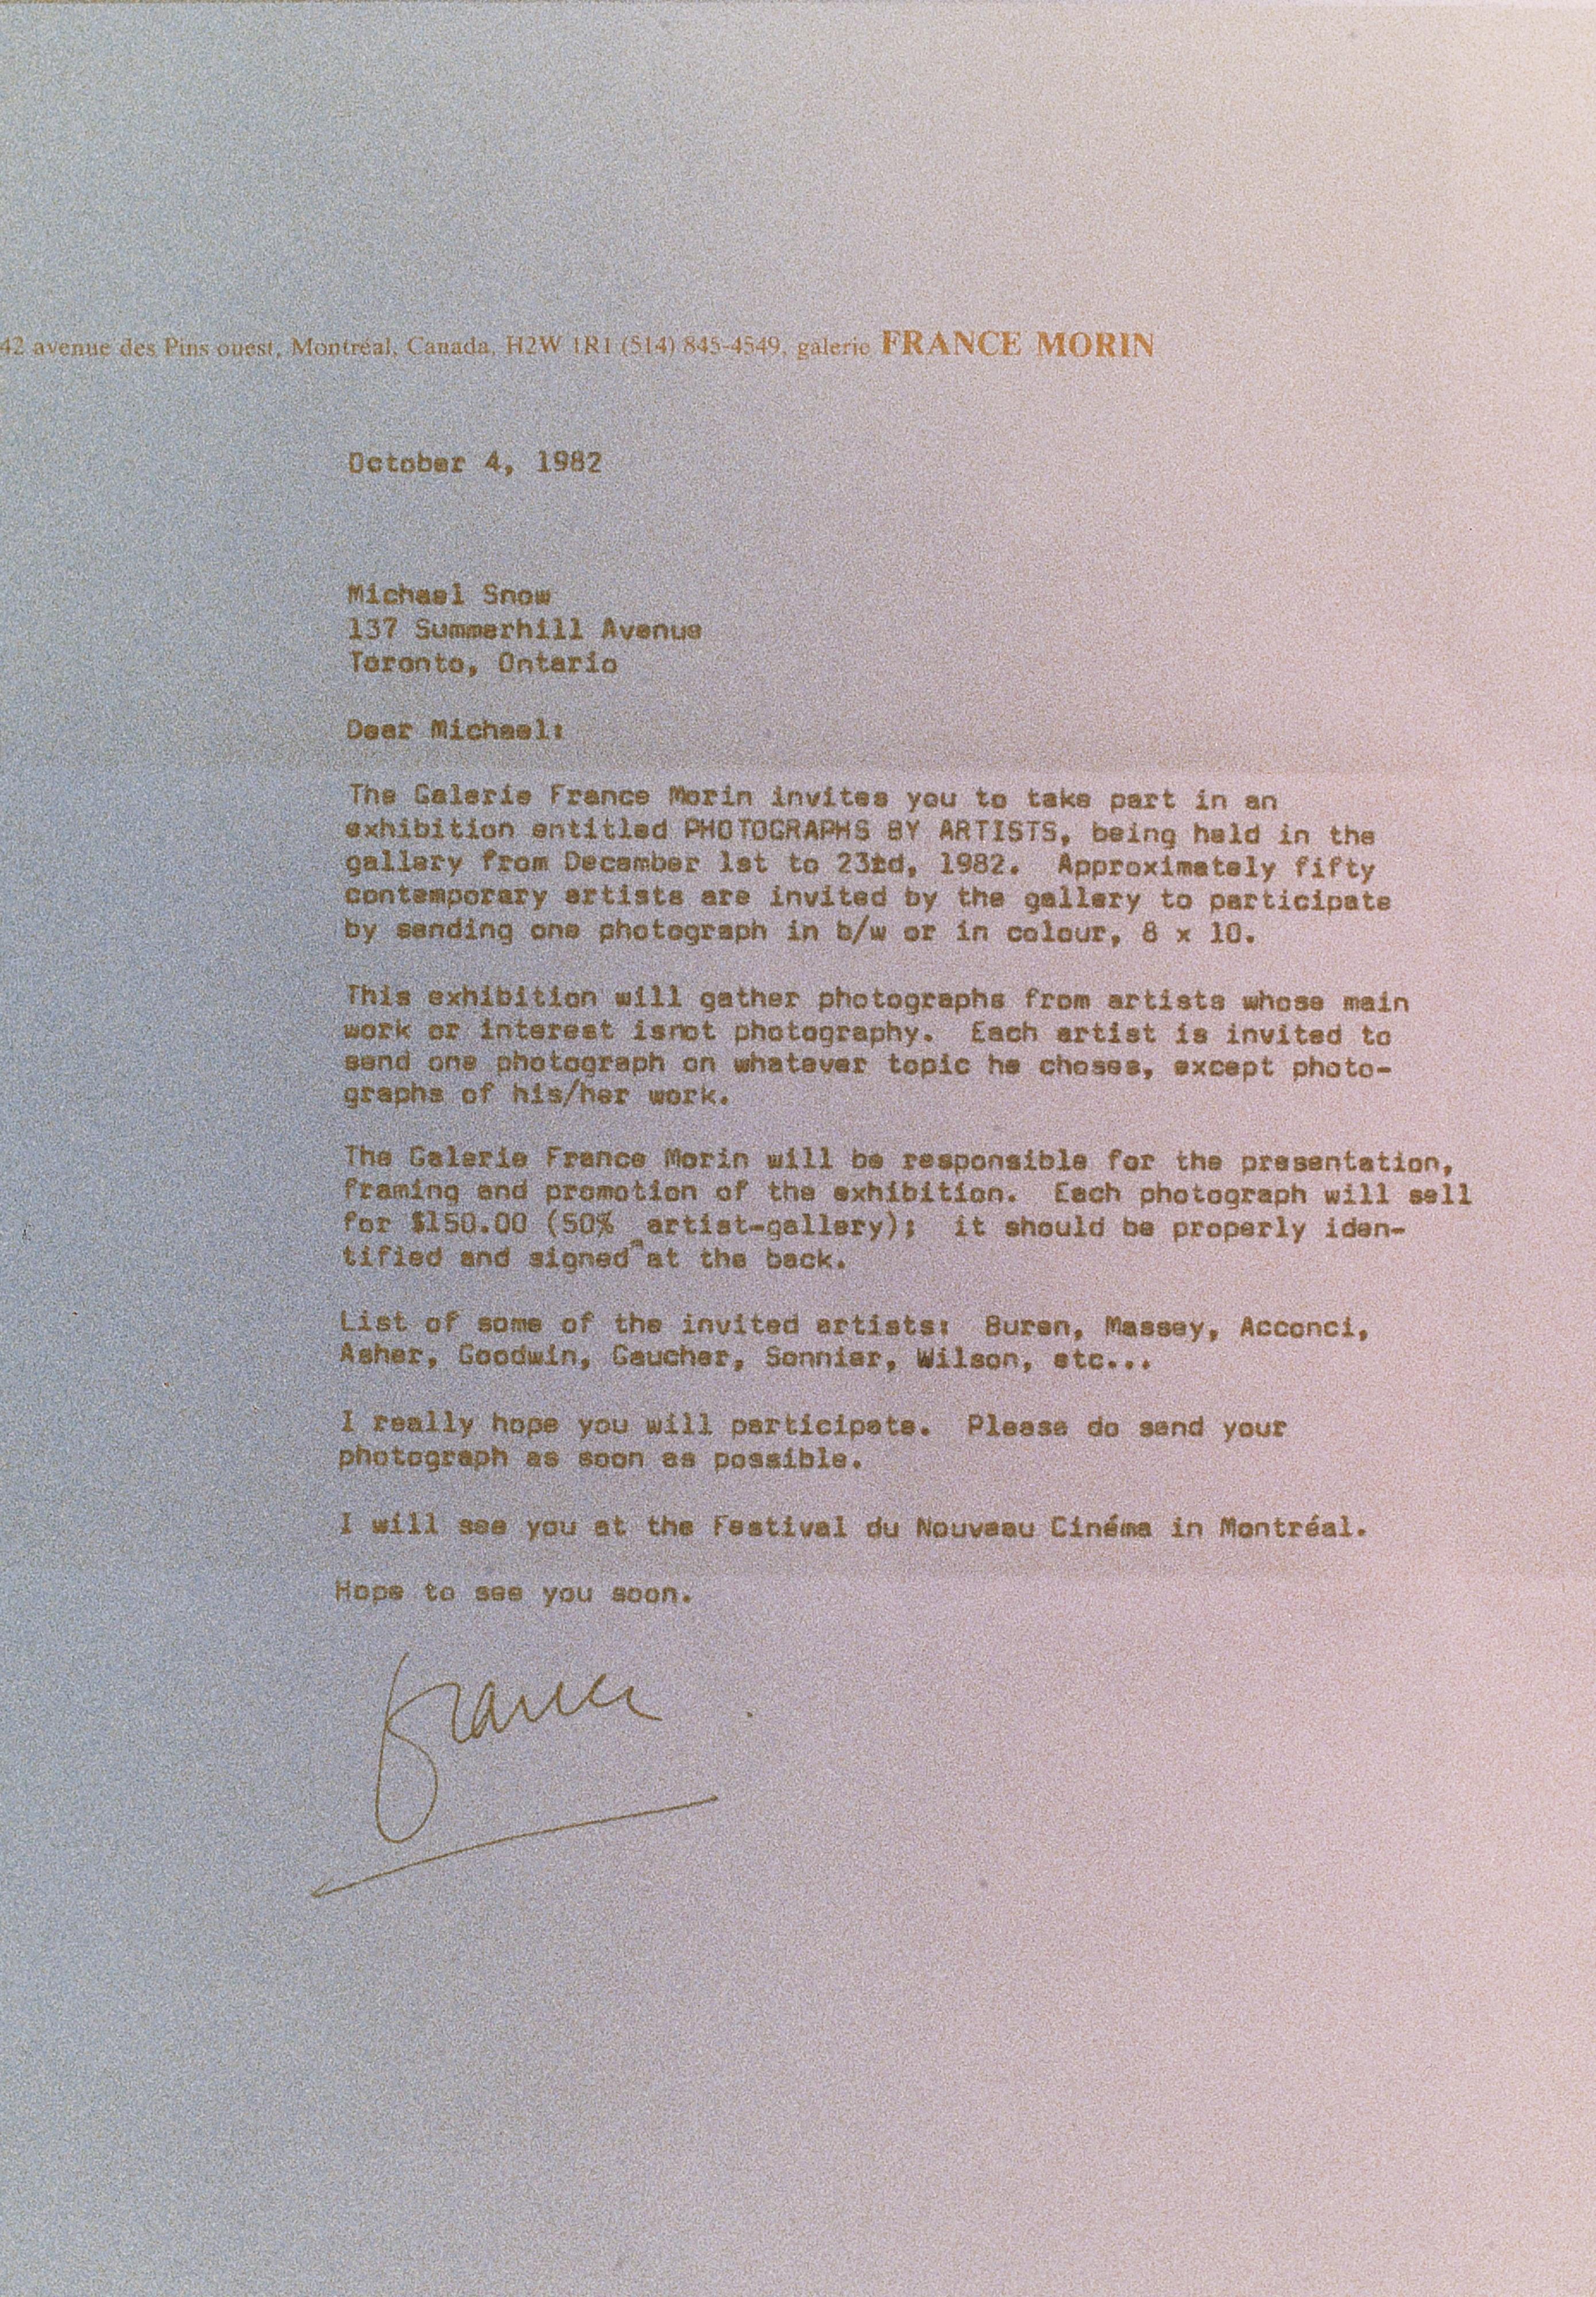 42 avenue des Pins ouest, Montréal, Canada, H2W 1R1 (514) 845-4549, galerie FRANCE MORIN
October 4, 1982
Michael Snow
137 Summerhill Avenue
Toronto, Ontario
Dear Michael:
The Galerie France Morin invites you to take part in an
exhibition entitled PHOTOGRAPHS BY ARTISTS, being held in the
gallery from December 1st to 23td, 1982.  Approximately fifty
contemporary artists are invited by the gallery to participate
by sending one photograph in b/w or in colour, 8 x 10.
This exhibition will gather photographs from artists whose main
work or interest isnot photography.  Each artist is invited to
send one photograph on whatever topic he choses, except photo-
graphs of his/her work.
The Galerie France Morin will be responsible for the presentation,
framing and promotion of the exhibition.  Each photograph will sell
for $150.00 (50%  artist-gallery);  it should be properly iden-
tified and signed at the back.
List of some of the invited artists:  Buren, Massey, Acconci,
Asher, Goodwin, Gaucher, Sonnier, Wilson, etc...
I really hope you will participate.  Please do send your
photograph as soon as possible.
I will see you at the Festival du Nouveau Cinéma in Montréal.
Hope to see you soon.
France